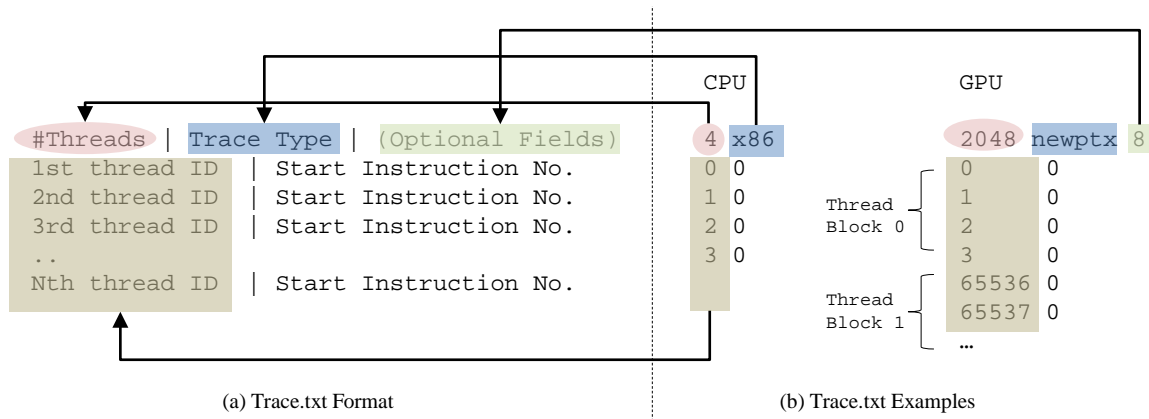 CPU
GPU
#Threads | Trace Type | (Optional Fields)
1st thread ID | Start Instruction No.
2nd thread ID | Start Instruction No.
3rd thread ID | Start Instruction No.
..
Nth thread ID | Start Instruction No.
4 x86
0 0
1 0
2 0
3 0
2048 newptx 8
0 0
1 0
2 0
3 0
65536 0
65537 0
…
Thread
Block 0
Thread
Block 1
(a) Trace.txt Format
(b) Trace.txt Examples